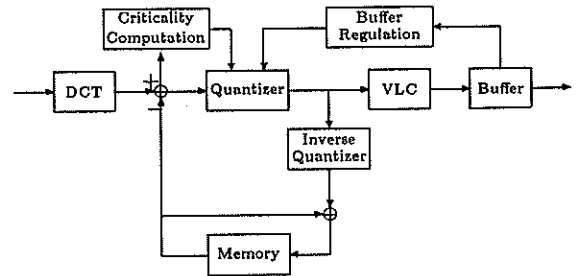 Criticality
Computation
Buffer
Regulation
+
DCT
−
Quantizer
VLC
Buffer
Inverse
Quantizer
Memory